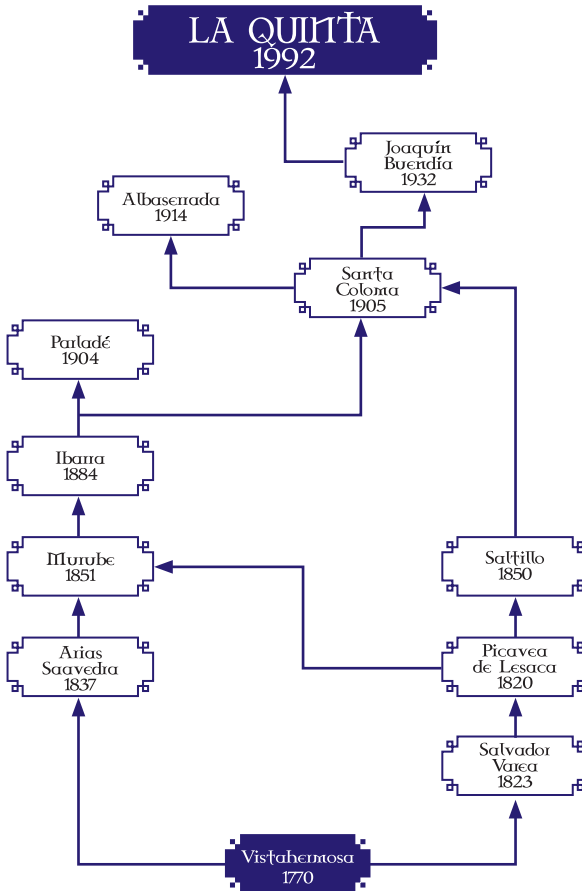 LA QUINTA
1992
Joaquín
Buendía
1932
Albaserrada
1914
Santa
Coloma
1905
Parladé
1904
Ibarra
1884
Murube
1851
Saltillo
1850
Arias
Saavedra
1837
Picavea
de Lesaca
1820
Salvador
Varea
1823
Vistahermosa
1770